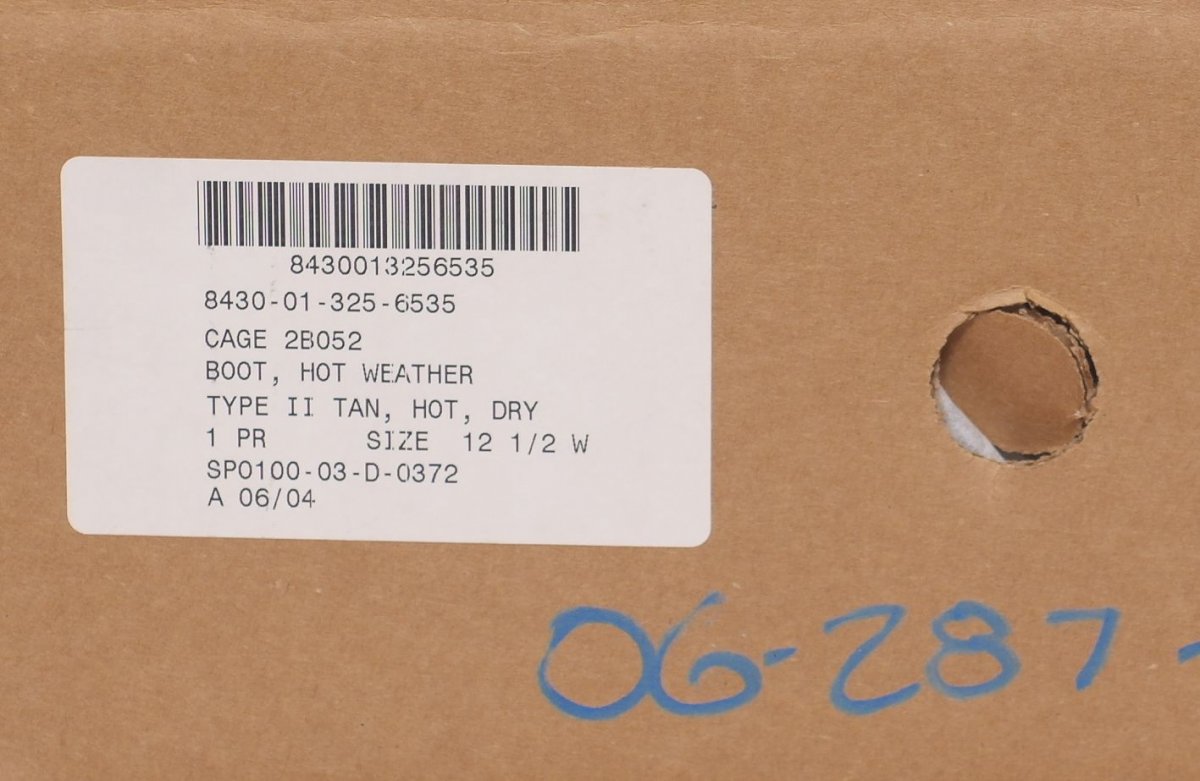 8430013256535
8430-01-325-6535
CAGE 2B052
BOOT, HOT WEATHER
TYPE II TAN, HOT, DRY
1 PR SIZE 12 1/2 W
SP0100-03-D-0372
A 06/04
06-287-